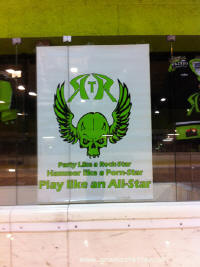 RTR
Party Like a Rock-Star
Hammer like a Porn-Star
Play like an All-Star